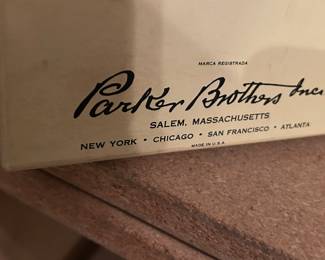 MARCA REGISTRADA
Parker Brothers Inc.
SALEM, MASSACHUSETTS
NEW YORK • CHICAGO • SAN FRANCISCO • ATLANTA
MADE IN U.S.A